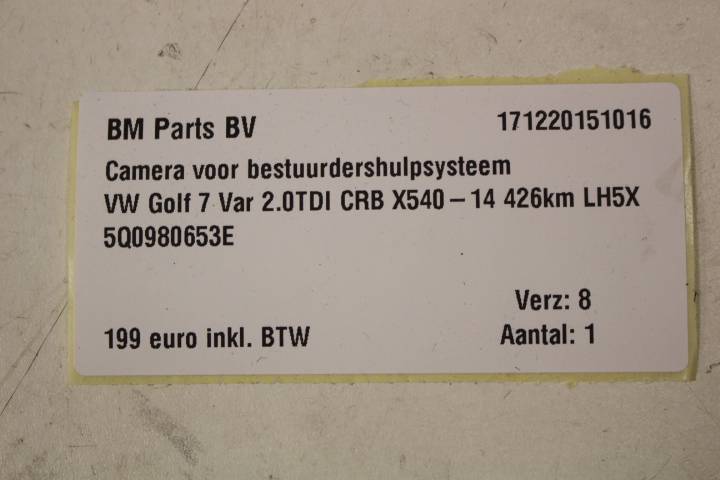 BM Parts BV 171220151016
Camera voor bestuurdershulpsysteem
VW Golf 7 Var 2.0TDI CRB X540 – 14 426km LH5X
5Q0980653E
Verz: 8
199 euro inkl. BTW Aantal: 1